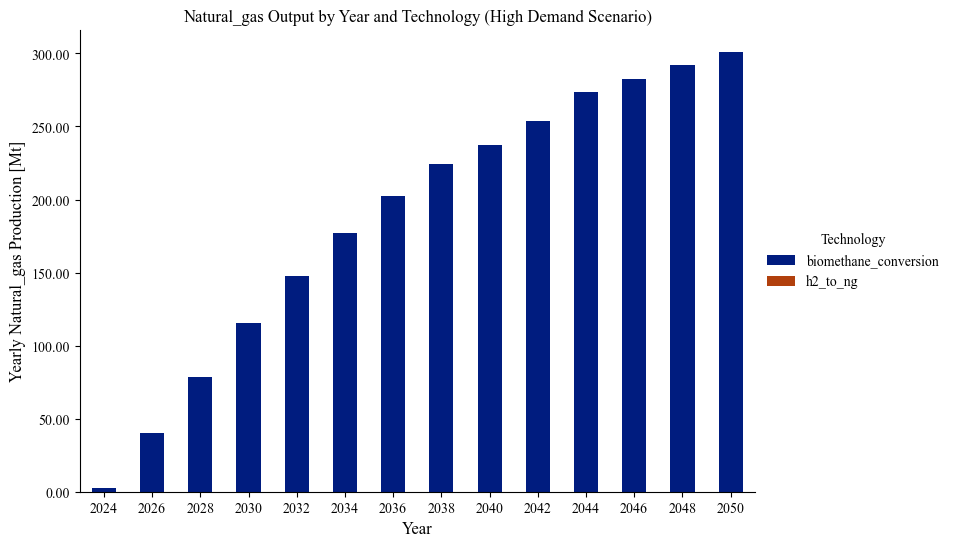 Natural_gas Output by Year and Technology (High Demand Scenario)
Yearly Natural_gas Production [Mt]
300.00
250.00
200.00
150.00
100.00
50.00
0.00
2024 2026 2028 2030 2032 2034 2036 2038 2040 2042 2044 2046 2048 2050
Year
Technology
biomethane_conversion
h2_to_ng